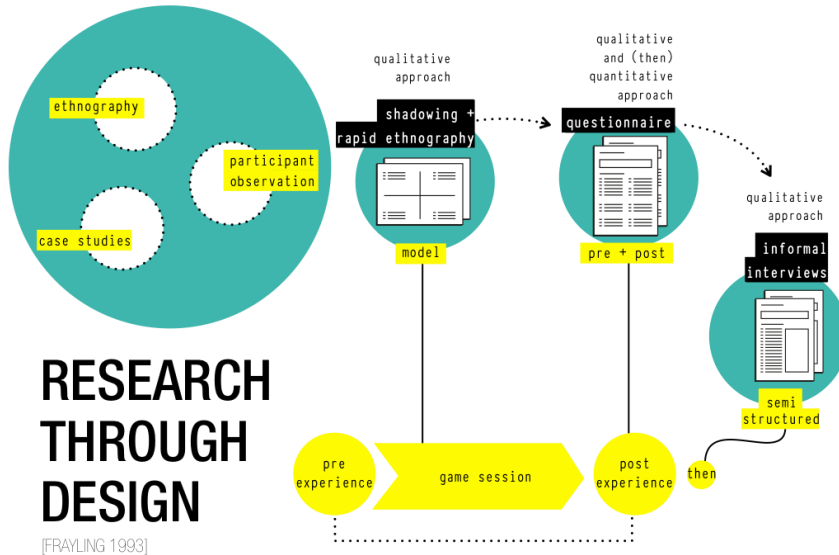 ethnography
participant
observation
case studies
RESEARCH
THROUGH
DESIGN
[FRAYLING 1993]
qualitative
approach
shadowing +
rapid ethnography
model
qualitative
and (then)
quantitative
approach
questionnaire
pre + post
qualitative
approach
informal
interviews
semi
structured
pre
experience
game session
post
experience
then